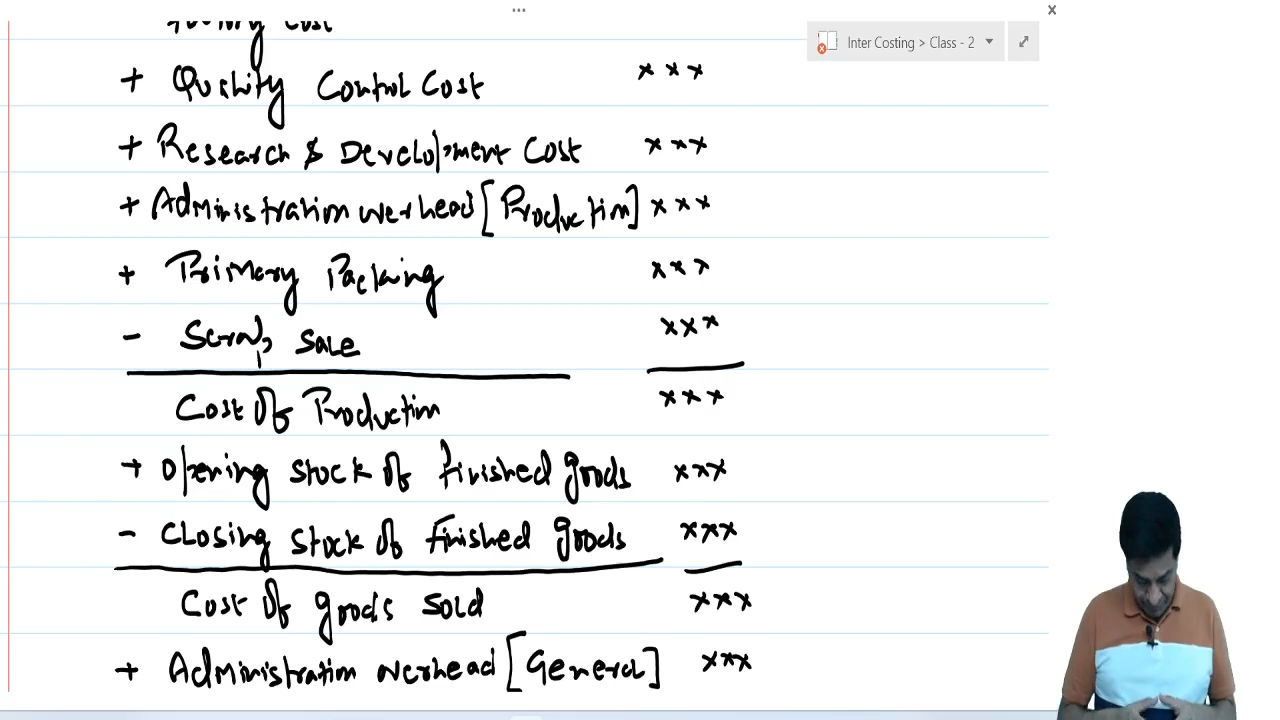 Inter Costing > Class - 2
Cost
+ Quality Control Cost xxx
+ Research & Development Cost xxx
+ Administration overhead [Production] xxx
+ Primary Packing xxx
- Scrap Sale xxx
Cost Of Production xxx
+ Opening stock of finished goods xxx
- Closing stock of finished goods xxx
Cost Of goods sold xxx
+ Administration overhead [General] xxx